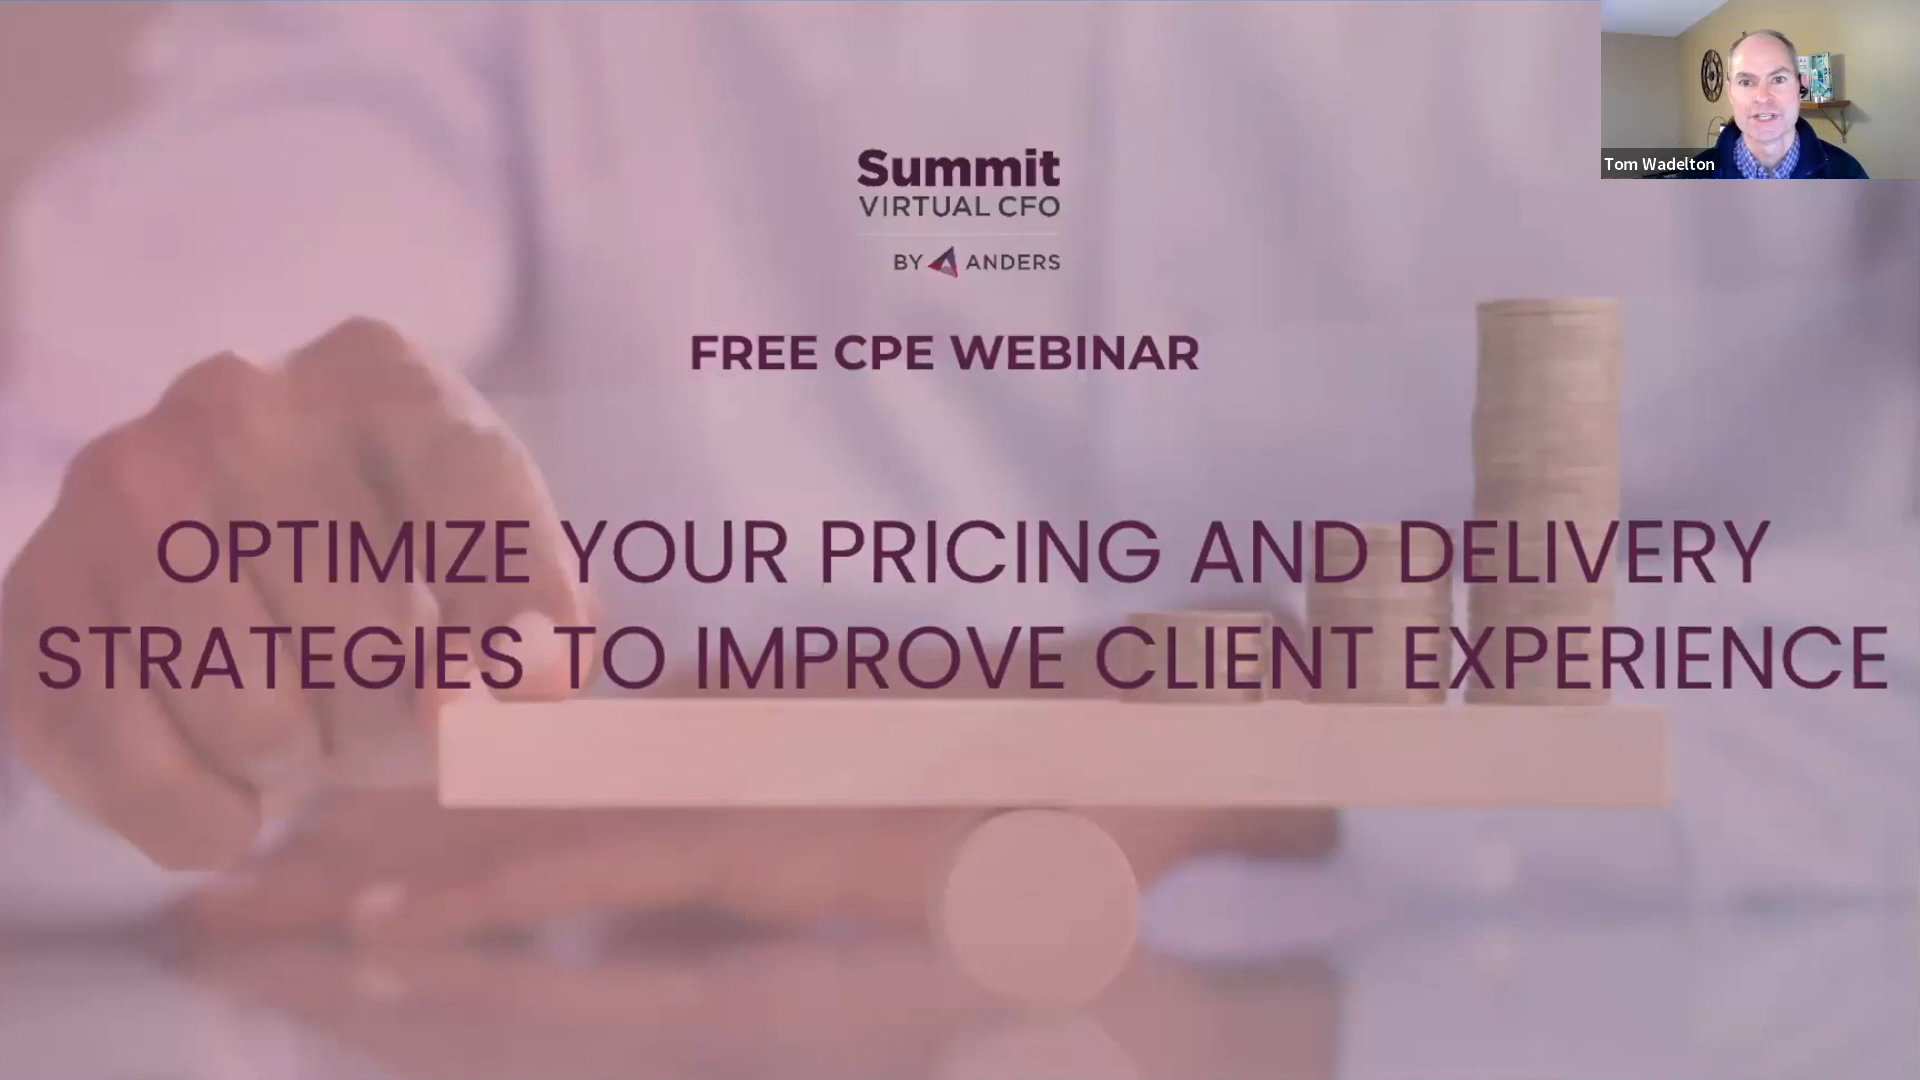 Summit
VIRTUAL CFO
BY ANDERS
FREE CPE WEBINAR
OPTIMIZE YOUR PRICING AND DELIVERY
STRATEGIES TO IMPROVE CLIENT EXPERIENCE
Tom Wadelton